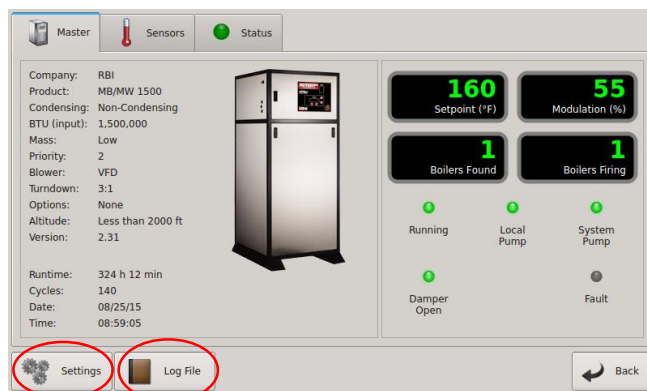 Master
Sensors
Status
Company: RBI
Product: MB/MW 1500
Condensing: Non-Condensing
BTU (input): 1,500,000
Mass: Low
Priority: 2
Blower: VFD
Turndown: 3:1
Options: None
Altitude: Less than 2000 ft
Version: 2.31
Runtime: 324 h 12 min
Cycles: 140
Date: 08/25/15
Time: 08:59:05
160
Setpoint (°F)
55
Modulation (%)
1
Boilers Found
1
Boilers Firing
Running
Local
Pump
System
Pump
Damper
Open
Fault
Settings
Log File
Back